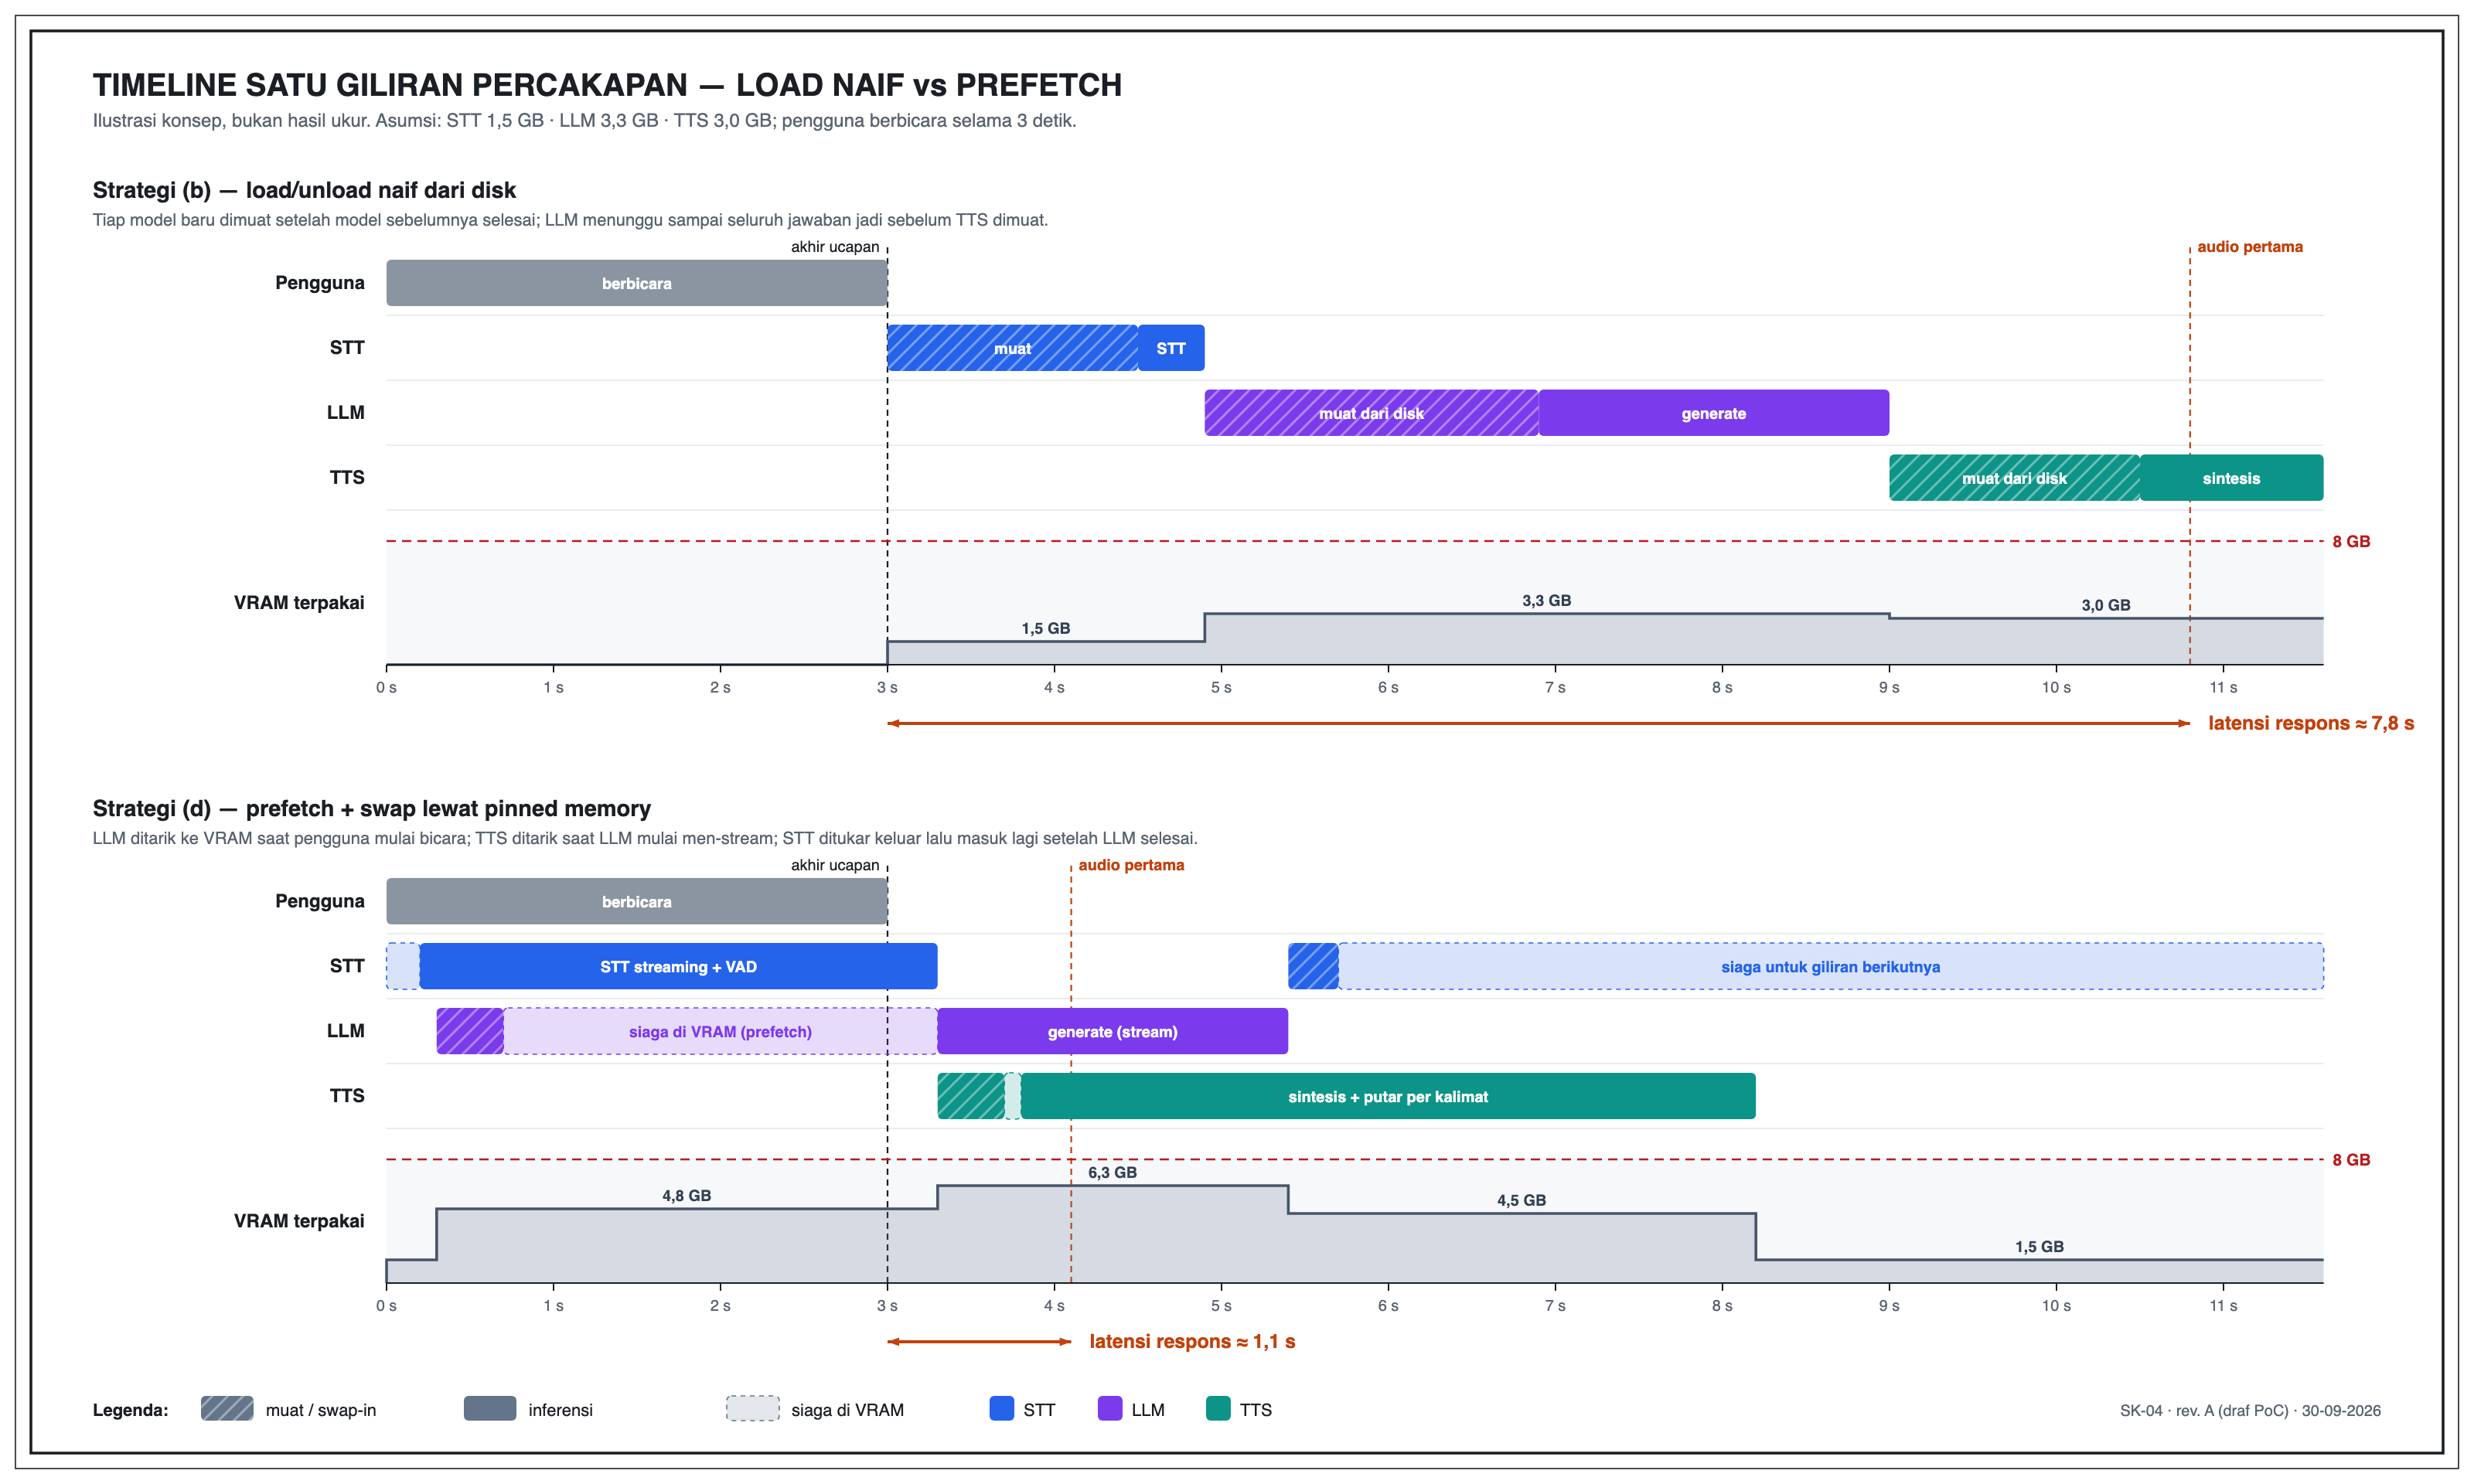 TIMELINE SATU GILIRAN PERCAKAPAN — LOAD NAIF vs PREFETCH
Ilustrasi konsep, bukan hasil ukur. Asumsi: STT 1,5 GB · LLM 3,3 GB · TTS 3,0 GB; pengguna berbicara selama 3 detik.
Strategi (b) — load/unload naif dari disk
Tiap model baru dimuat setelah model sebelumnya selesai; LLM menunggu sampai seluruh jawaban jadi sebelum TTS dimuat.
akhir ucapan
audio pertama
Pengguna
berbicara
STT
muat
STT
LLM
muat dari disk
generate
TTS
muat dari disk
sintesis
8 GB
VRAM terpakai
1,5 GB
3,3 GB
3,0 GB
0 s 1 s 2 s 3 s 4 s 5 s 6 s 7 s 8 s 9 s 10 s 11 s
latensi respons ≈ 7,8 s
Strategi (d) — prefetch + swap lewat pinned memory
LLM ditarik ke VRAM saat pengguna mulai bicara; TTS ditarik saat LLM mulai men-stream; STT ditukar keluar lalu masuk lagi setelah LLM selesai.
akhir ucapan
audio pertama
Pengguna
berbicara
STT
STT streaming + VAD
siaga untuk giliran berikutnya
LLM
siaga di VRAM (prefetch)
generate (stream)
TTS
sintesis + putar per kalimat
8 GB
VRAM terpakai
4,8 GB
6,3 GB
4,5 GB
1,5 GB
0 s 1 s 2 s 3 s 4 s 5 s 6 s 7 s 8 s 9 s 10 s 11 s
latensi respons ≈ 1,1 s
Legenda: muat / swap-in inferensi siaga di VRAM STT LLM TTS
SK-04 · rev. A (draf PoC) · 30-09-2026